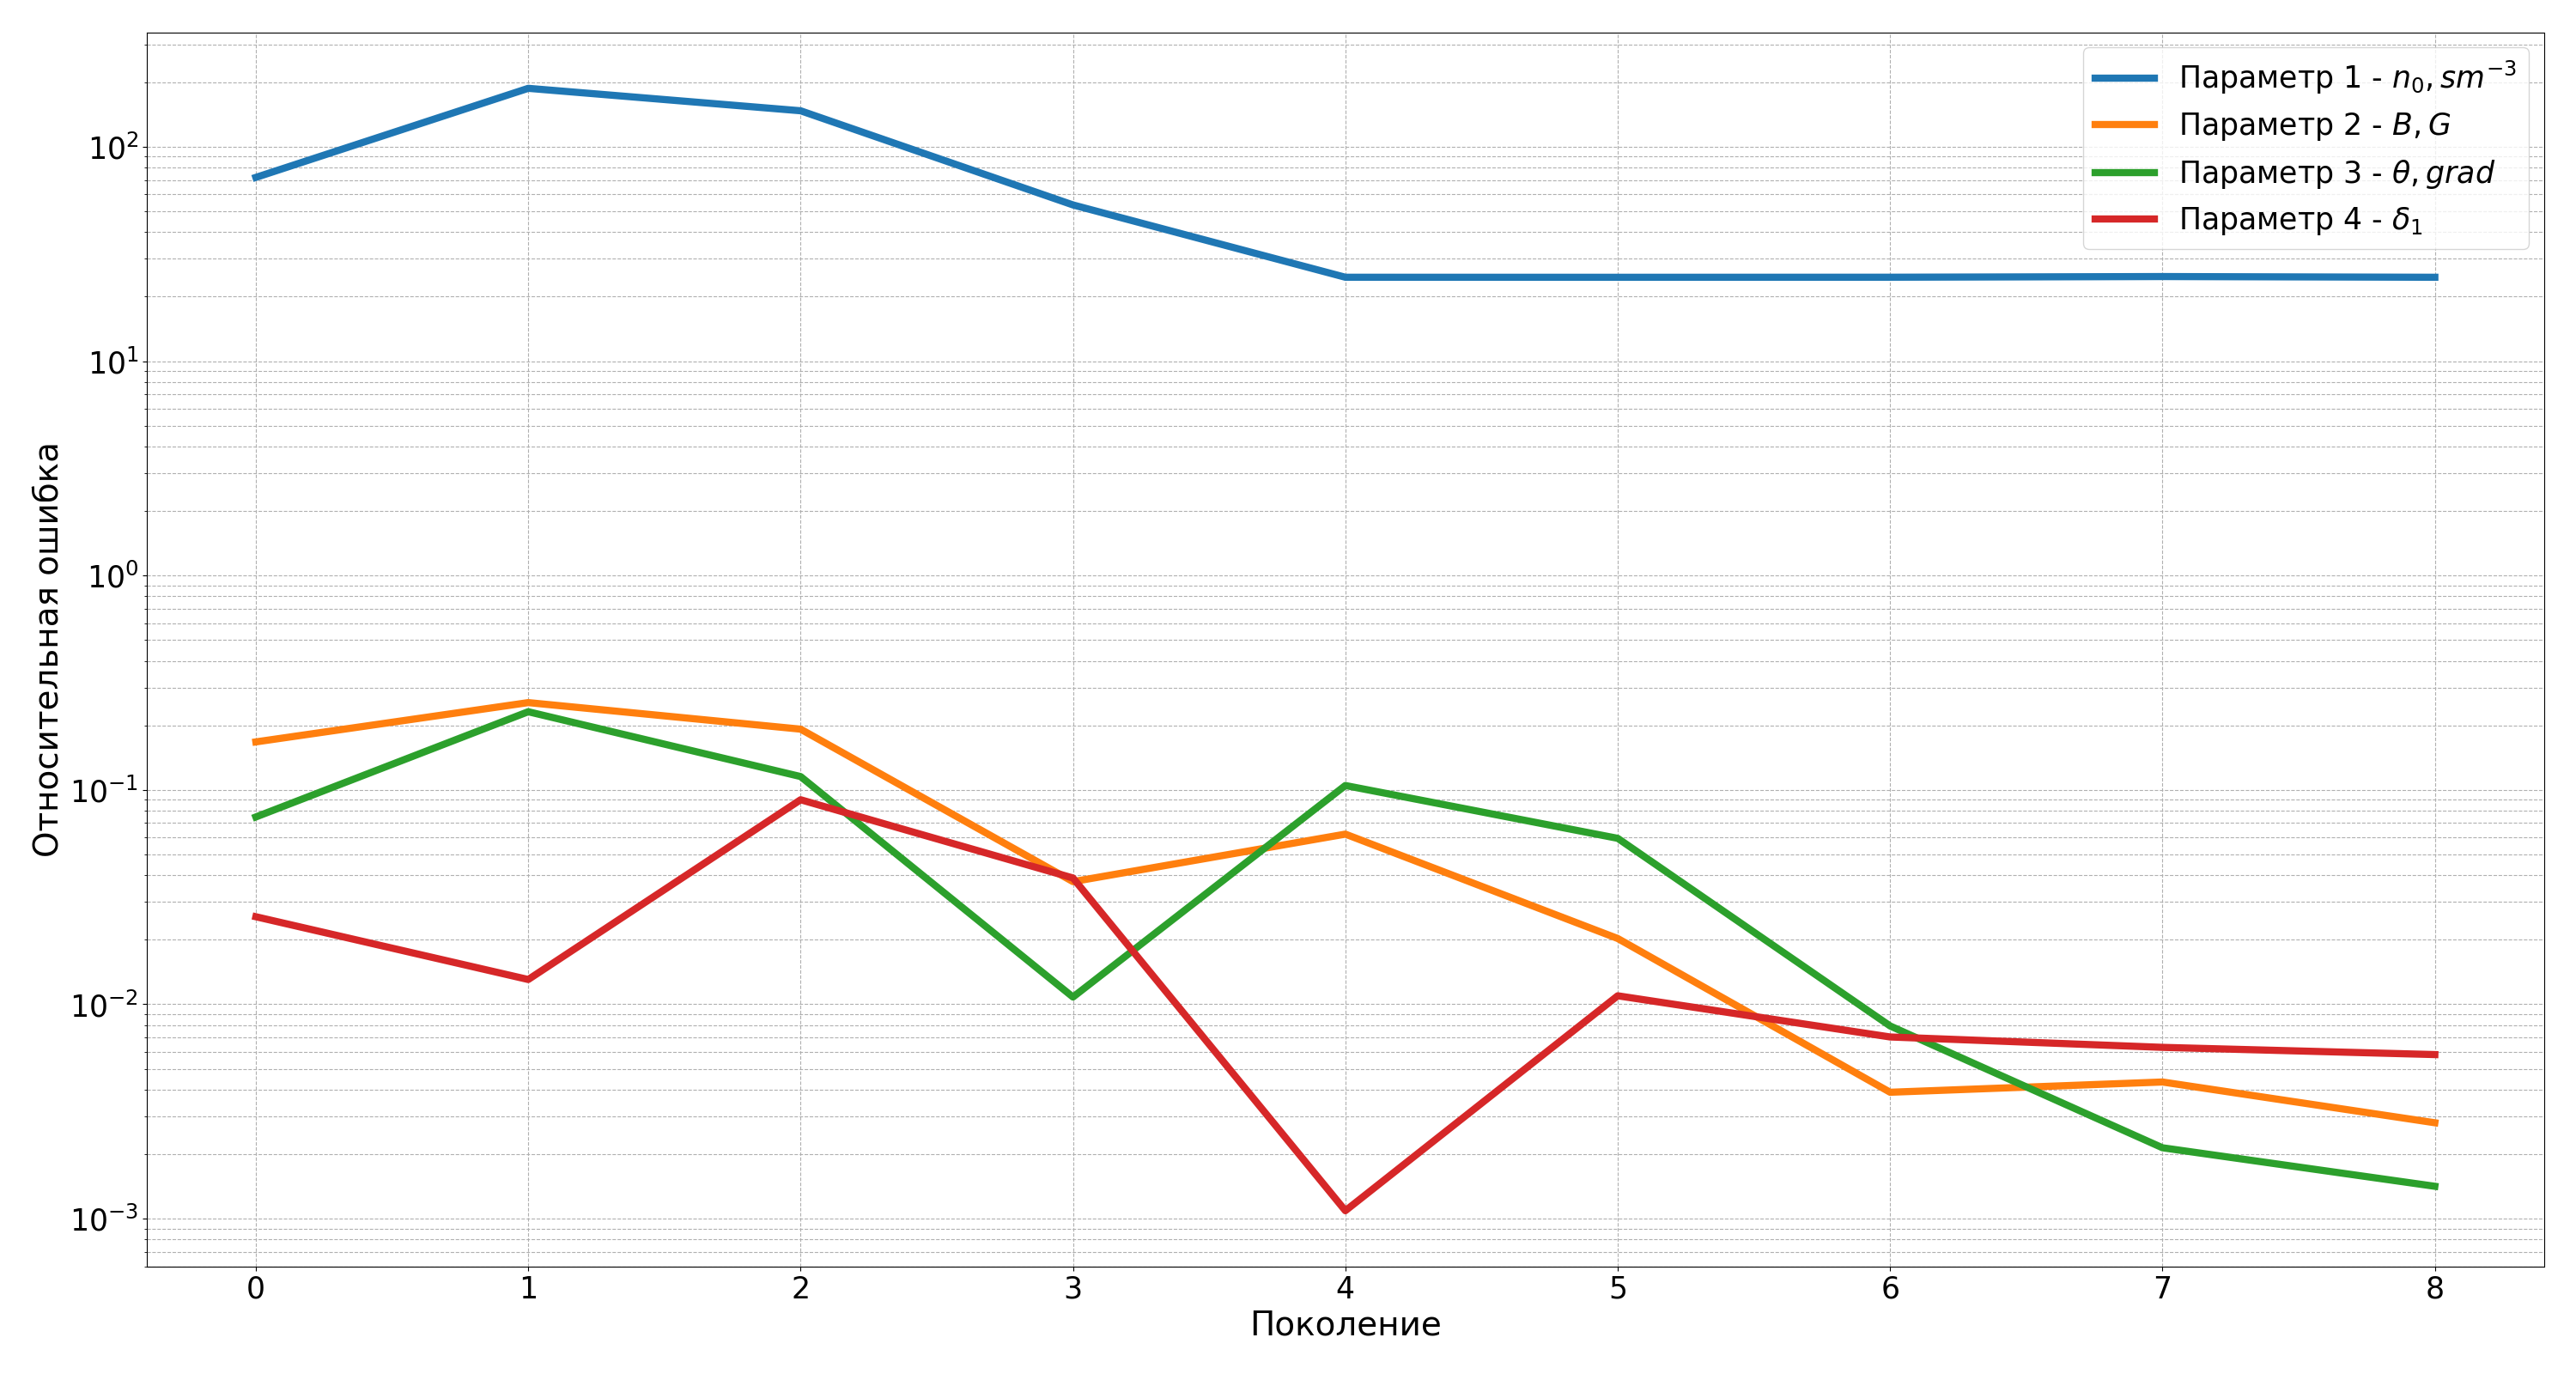 Параметр 1 - n₀, sm⁻³
Параметр 2 - B, G
Параметр 3 - θ, grad
Параметр 4 - δ₁
10²
10¹
10⁰
10⁻¹
10⁻²
10⁻³
Относительная ошибка
0 1 2 3 4 5 6 7 8
Поколение